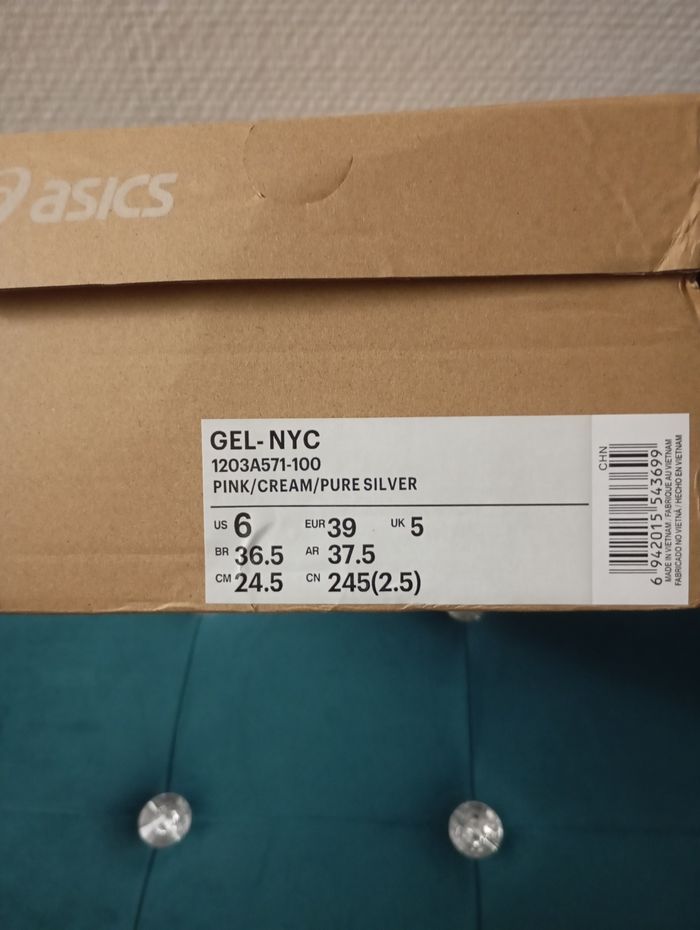 asics
GEL-NYC
1203A571-100
PINK/CREAM/PURE SILVER
US 6 EUR 39 UK 5
BR 36.5 AR 37.5
CM 24.5 CN 245(2.5)
CHN
6 942015 543699
MADE IN VIETNAM / FABRIQUE AU VIETNAM
FABRICADO NO VIETNÃ / HECHO EN VIETNAM